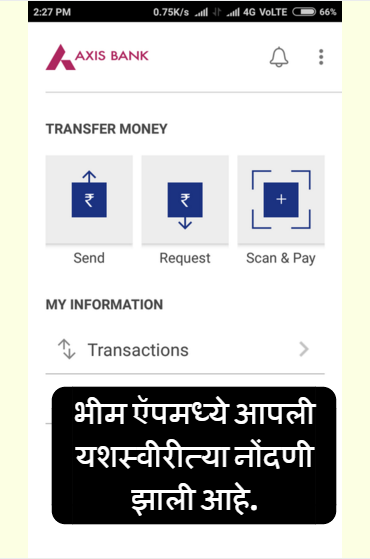 2:27 PM 0.75K/s 4G VoLTE 66%
AXIS BANK
TRANSFER MONEY
₹ ₹ +
Send Request Scan & Pay
MY INFORMATION
Transactions
भीम ऍपमध्ये आपली
यशस्वीरीत्या नोंदणी
झाली आहे.